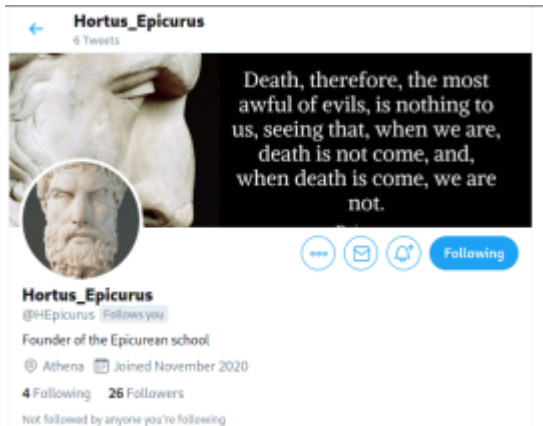 Hortus_Epicurus
6 Tweets
Death, therefore, the most
awful of evils, is nothing to
us, seeing that, when we are,
death is not come, and,
when death is come, we are
not.
Following
Hortus_Epicurus
@HEpicurus Follows you
Founder of the Epicurean school
Athena Joined November 2020
4 Following 26 Followers
Not followed by anyone you're following